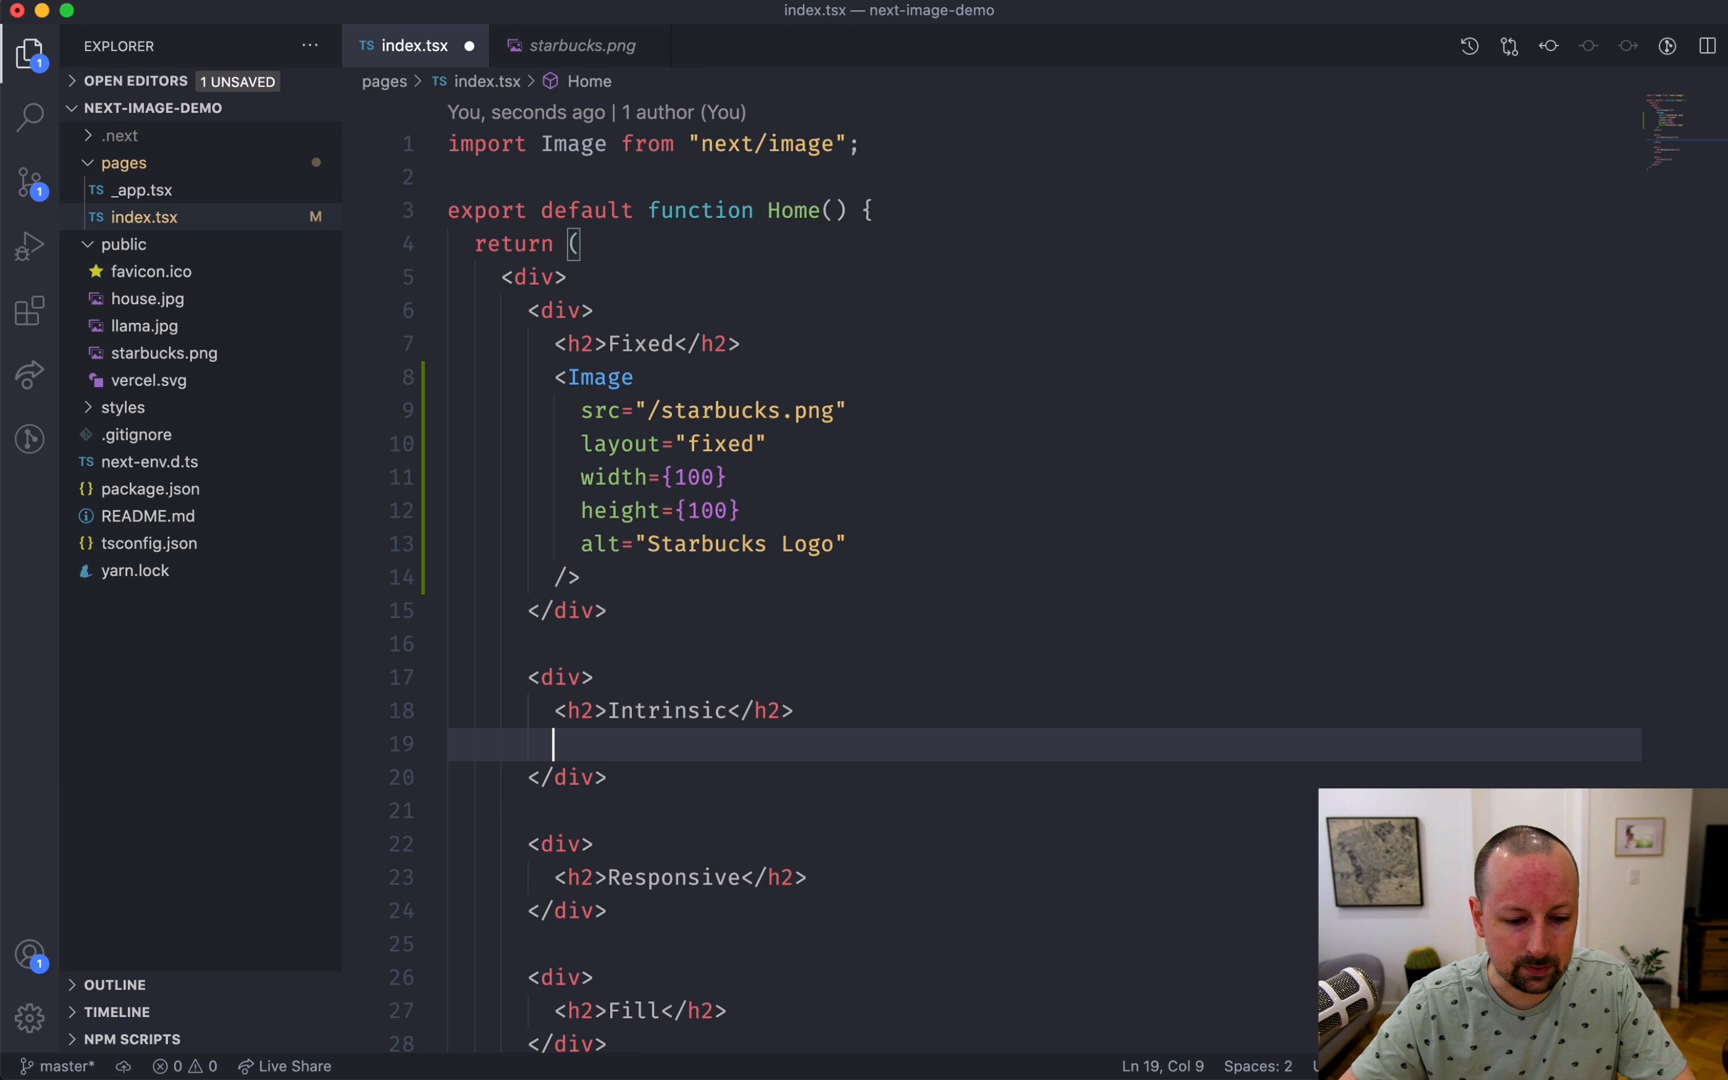 index.tsx — next-image-demo
EXPLORER ···
TS index.tsx
starbucks.png
OPEN EDITORS 1 UNSAVED
pages > TS index.tsx > Home
NEXT-IMAGE-DEMO
You, seconds ago | 1 author (You)
.next
pages
TS _app.tsx
TS index.tsx M
public
favicon.ico
house.jpg
llama.jpg
starbucks.png
vercel.svg
styles
.gitignore
TS next-env.d.ts
{} package.json
README.md
{} tsconfig.json
yarn.lock
OUTLINE
TIMELINE
NPM SCRIPTS
1
1
1
1 import Image from "next/image";
2
3 export default function Home() {
4 return (
5 <div>
6 <div>
7 <h2>Fixed</h2>
8 <Image
9 src="/starbucks.png"
10 layout="fixed"
11 width={100}
12 height={100}
13 alt="Starbucks Logo"
14 />
15 </div>
16
17 <div>
18 <h2>Intrinsic</h2>
19
20 </div>
21
22 <div>
23 <h2>Responsive</h2>
24 </div>
25
26 <div>
27 <h2>Fill</h2>
28 </div>
master* 0 0 Live Share Ln 19, Col 9 Spaces: 2